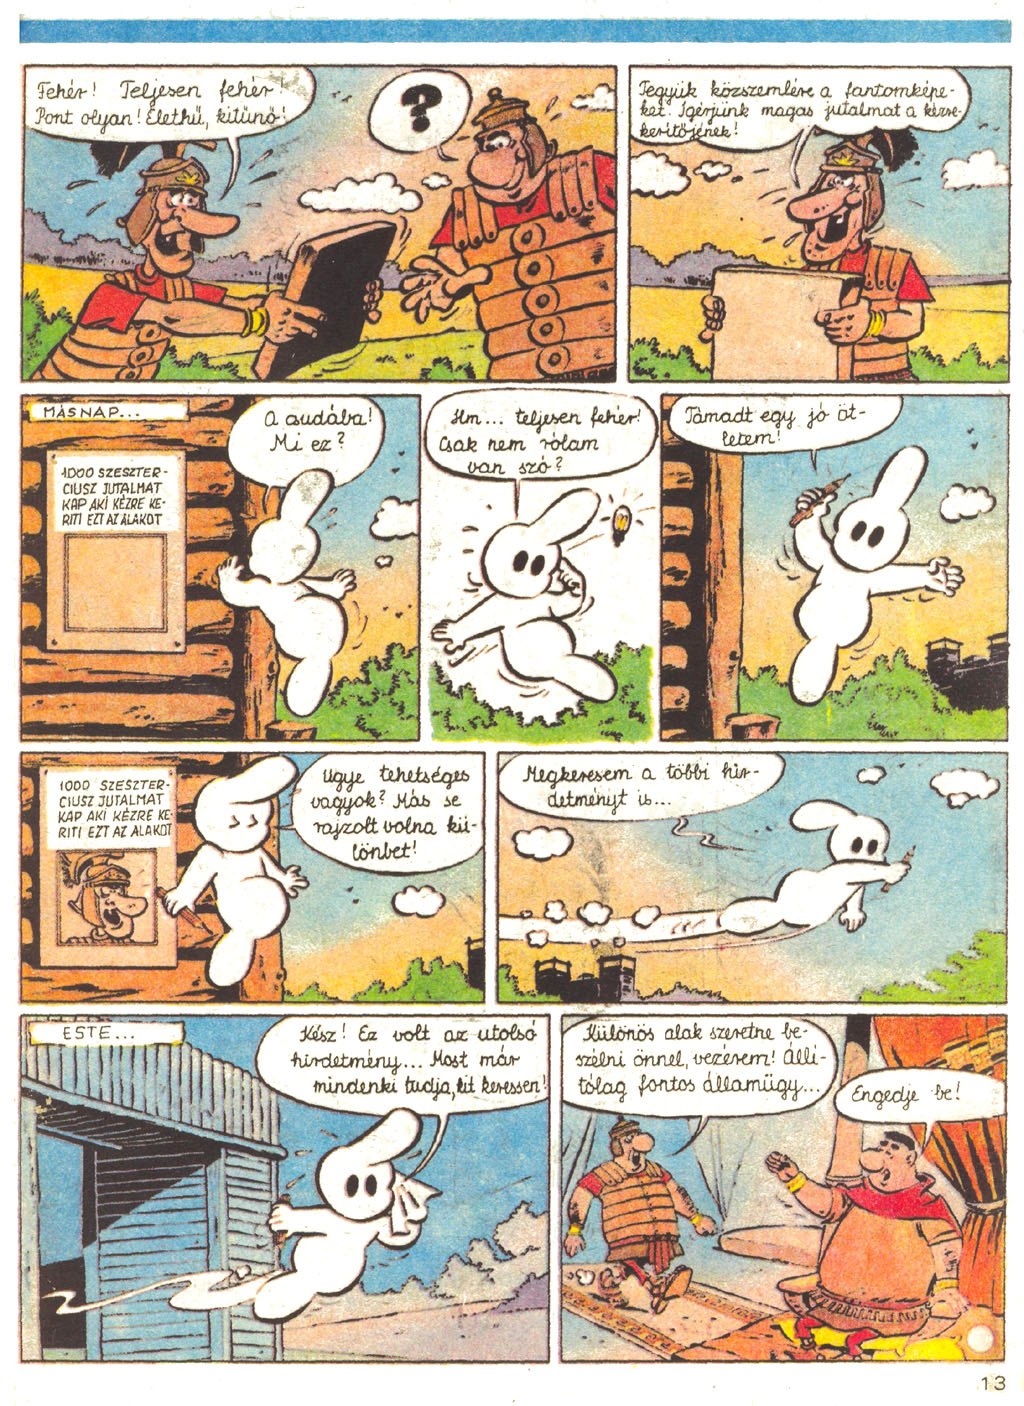 Fehér! Teljesen fehér!
Pont olyan! Élethű, kitűnő!
?
Tegyük közszemlére a fantomképe-
ket. Igérjünk magas jutalmat a kézre-
kerítőjének!
MÁSNAP...
1000 SZESZTER-
CIUSZ JUTALMAT
KAP AKI KÉZRE KE-
RITI EZT AZ ALAKOT
A csudába!
Mi ez?
Hm... teljesen fehér!
Csak nem rólam
van szó?
Támadt egy jó öt-
letem!
1000 SZESZTER-
CIUSZ JUTALMAT
KAP AKI KÉZRE KE-
RITI EZT AZ ALAKOT
Ugye tehetséges
vagyok? Más se
rajzolt volna kü-
lönbet!
Megkeresem a többi hir-
detményt is...
ESTE...
Kész! Ez volt az utolsó
hirdetmény... Most már
mindenki tudja, kit keressen!
Különös alak szeretne be-
szélni önnel, vezérem! Álli-
tólag fontos államügy...
Engedje be!
13